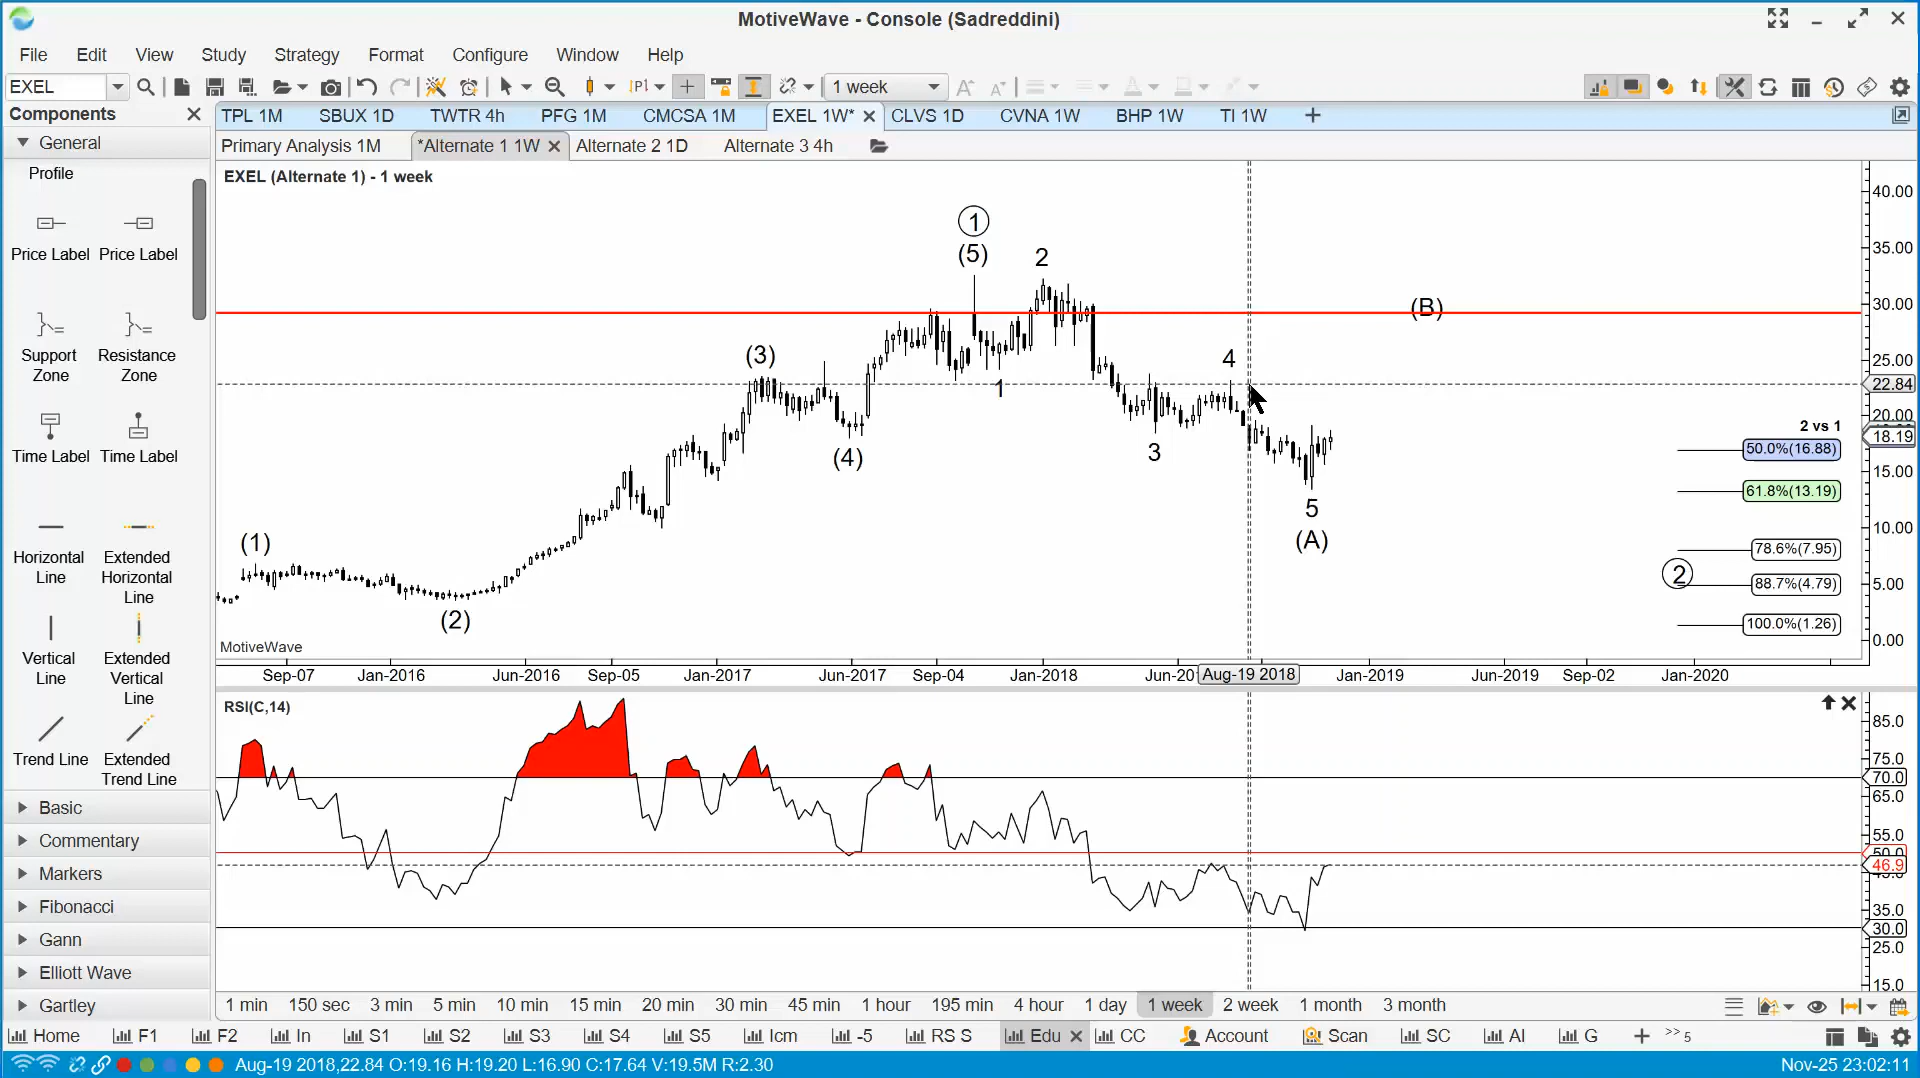 MotiveWave - Console (Sadreddini)
File Edit View Study Strategy Format Configure Window Help
EXEL 1 week
Components
TPL 1M SBUX 1D TWTR 4h PFG 1M CMCSA 1M EXEL 1W* CLVS 1D CVNA 1W BHP 1W TI 1W
General
Primary Analysis 1M *Alternate 1 1W Alternate 2 1D Alternate 3 4h
Profile
Price Label Price Label
Support Zone Resistance Zone
Time Label Time Label
Horizontal Line Extended Horizontal Line
Vertical Line Extended Vertical Line
Trend Line Extended Trend Line
Basic
Commentary
Markers
Fibonacci
Gann
Elliott Wave
Gartley
EXEL (Alternate 1) - 1 week
1
(5)
2
(B)
(3)
4
1
(4)
3
5
(A)
(1)
(2)
2
2 vs 1
50.0%(16.88)
61.8%(13.19)
78.6%(7.95)
88.7%(4.79)
100.0%(1.26)
40.00
35.00
30.00
25.00
22.84
20.00
18.19
15.00
10.00
5.00
0.00
MotiveWave
Sep-07 Jan-2016 Jun-2016 Sep-05 Jan-2017 Jun-2017 Sep-04 Jan-2018 Aug-19 2018 Jan-2019 Jun-2019 Sep-02 Jan-2020
RSI(C,14)
85.0
75.0
70.0
65.0
55.0
50.0
46.9
35.0
30.0
25.0
15.0
1 min 150 sec 3 min 5 min 10 min 15 min 20 min 30 min 45 min 1 hour 195 min 4 hour 1 day 1 week 2 week 1 month 3 month
Home F1 F2 In S1 S2 S3 S4 S5 Icm -5 RS S Edu CC Account Scan SC AI G + >> 5
Aug-19 2018,22.84 O:19.16 H:19.20 L:16.90 C:17.64 V:19.5M R:2.30 Nov-25 23:02:11